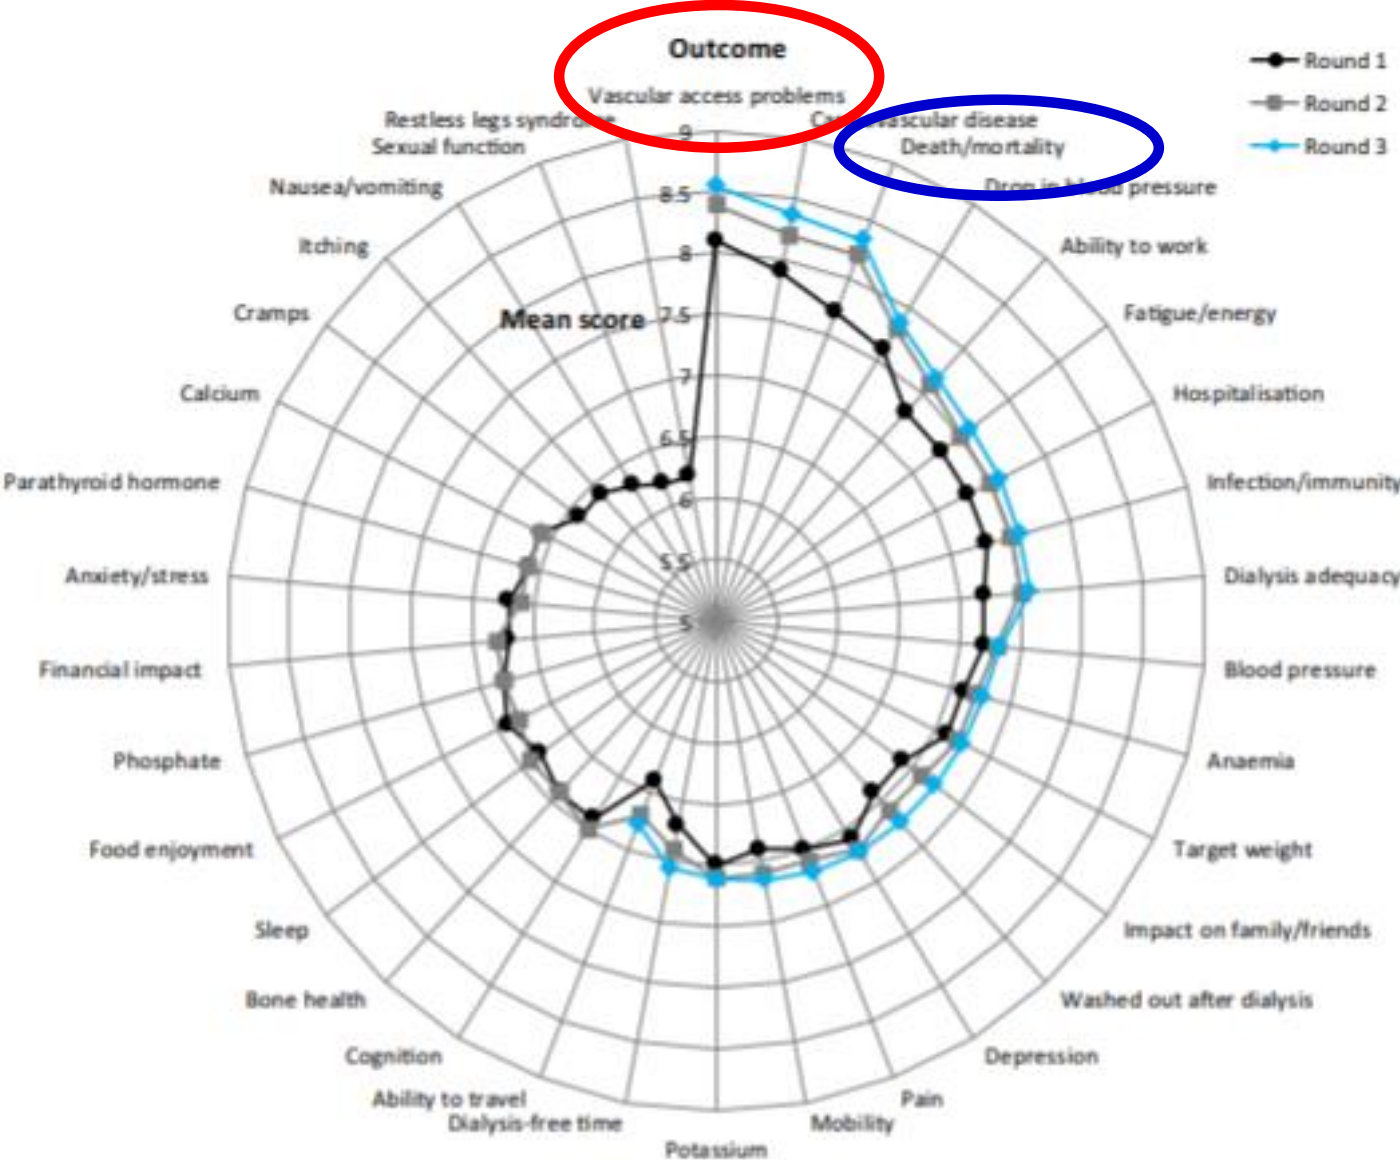 Outcome
Vascular access problems
Cardiovascular disease
Death/mortality
Drop in blood pressure
Ability to work
Fatigue/energy
Hospitalisation
Infection/immunity
Dialysis adequacy
Blood pressure
Anaemia
Target weight
Impact on family/friends
Washed out after dialysis
Depression
Pain
Mobility
Potassium
Dialysis-free time
Ability to travel
Cognition
Bone health
Sleep
Food enjoyment
Phosphate
Financial impact
Anxiety/stress
Parathyroid hormone
Calcium
Cramps
Itching
Nausea/vomiting
Sexual function
Restless legs syndrome
Mean score
9
8.5
8
7.5
7
6.5
6
5.5
5
Round 1
Round 2
Round 3